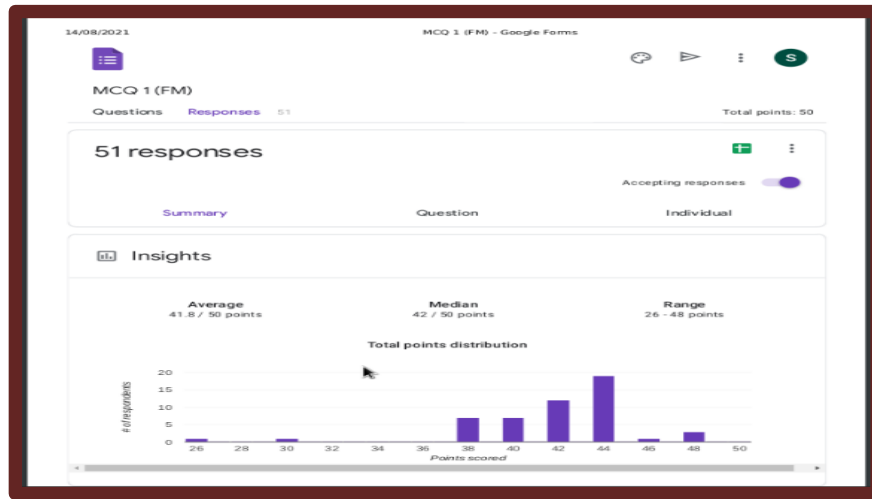 14/08/2021 MCQ 1 (FM) - Google Forms
S
MCQ 1 (FM)
Questions Responses 51 Total points: 50
51 responses
Accepting responses
Summary Question Individual
Insights
Average Median Range
41.8 / 50 points 42 / 50 points 26 - 48 points
Total points distribution
# of respondents
20
15
10
5
0
26 28 30 32 34 36 38 40 42 44 46 48 50
Points scored